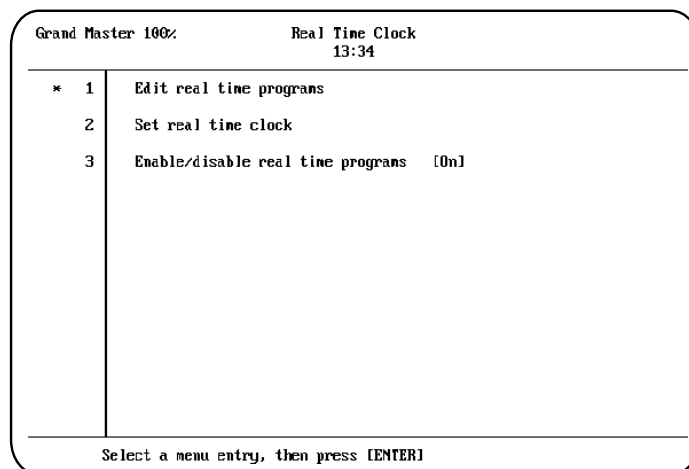 Grand Master 100% Real Time Clock
13:34
* 1 Edit real time programs
2 Set real time clock
3 Enable/disable real time programs [On]
Select a menu entry, then press [ENTER]